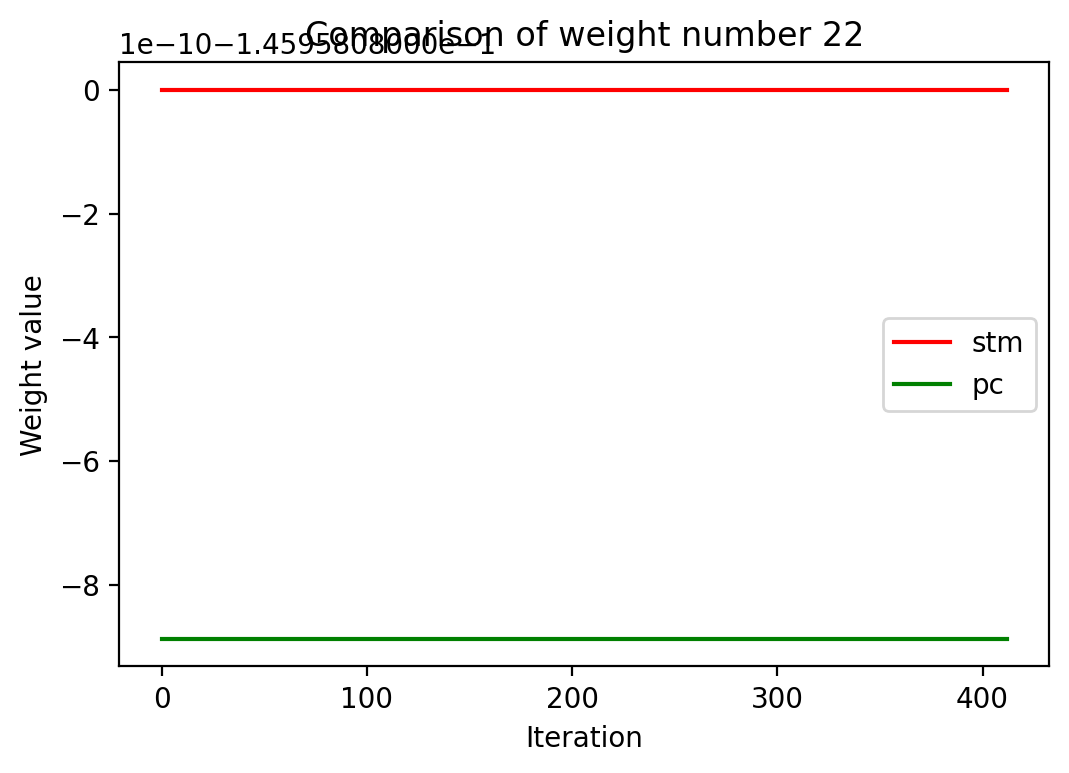 Comparison of weight number 22
1e−10−1.4595808000e−1
0
−2
−4
−6
−8
Weight value
stm
pc
0 100 200 300 400
Iteration